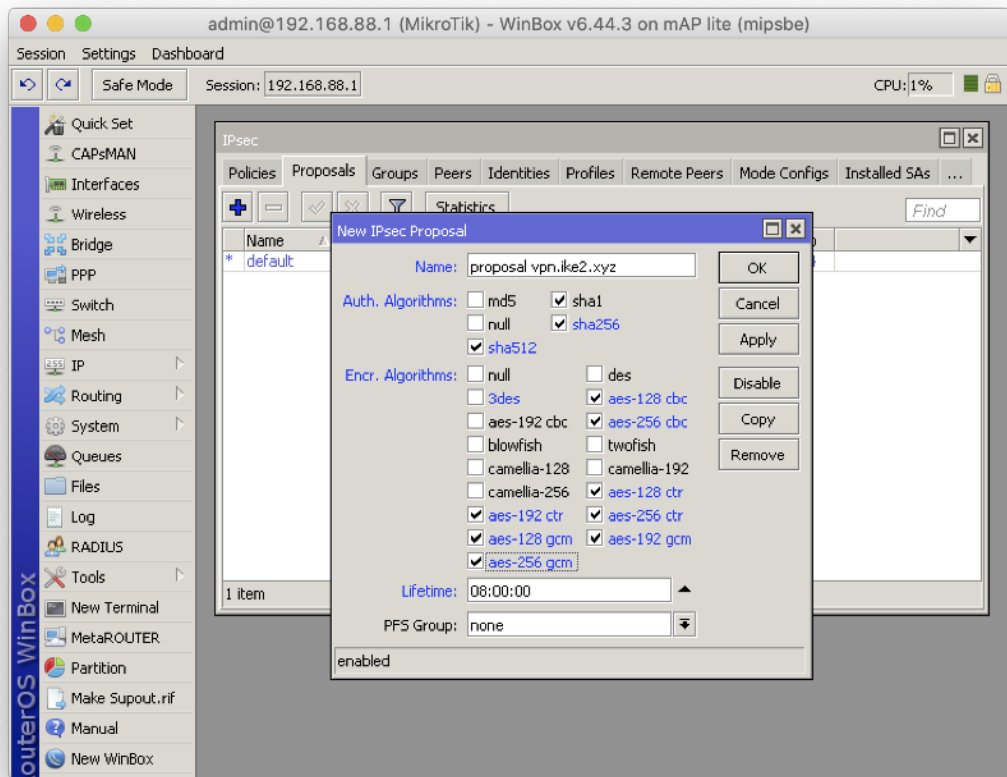 admin@192.168.88.1 (MikroTik) - WinBox v6.44.3 on mAP lite (mipsbe)
Session Settings Dashboard
Safe Mode Session: 192.168.88.1 CPU: 1%
Quick Set
CAPsMAN
Interfaces
Wireless
Bridge
PPP
Switch
Mesh
IP
Routing
System
Queues
Files
Log
RADIUS
Tools
New Terminal
MetaROUTER
Partition
Make Supout.rif
Manual
New WinBox
outerOS WinBox
IPsec
Policies Proposals Groups Peers Identities Profiles Remote Peers Mode Configs Installed SAs ...
Statistics Find
Name
* default
1 item
New IPsec Proposal
Name: proposal vpn.ike2.xyz
Auth. Algorithms: md5 sha1
null sha256
sha512
Encr. Algorithms: null des
3des aes-128 cbc
aes-192 cbc aes-256 cbc
blowfish twofish
camellia-128 camellia-192
camellia-256 aes-128 ctr
aes-192 ctr aes-256 ctr
aes-128 gcm aes-192 gcm
aes-256 gcm
Lifetime: 08:00:00
PFS Group: none
enabled
OK
Cancel
Apply
Disable
Copy
Remove